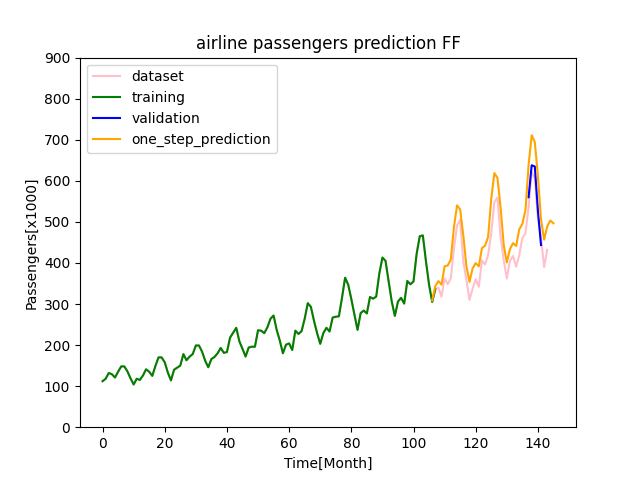 airline passengers prediction FF
900
800
700
600
500
400
300
200
100
0
Passengers[x1000]
dataset
training
validation
one_step_prediction
0 20 40 60 80 100 120 140
Time[Month]